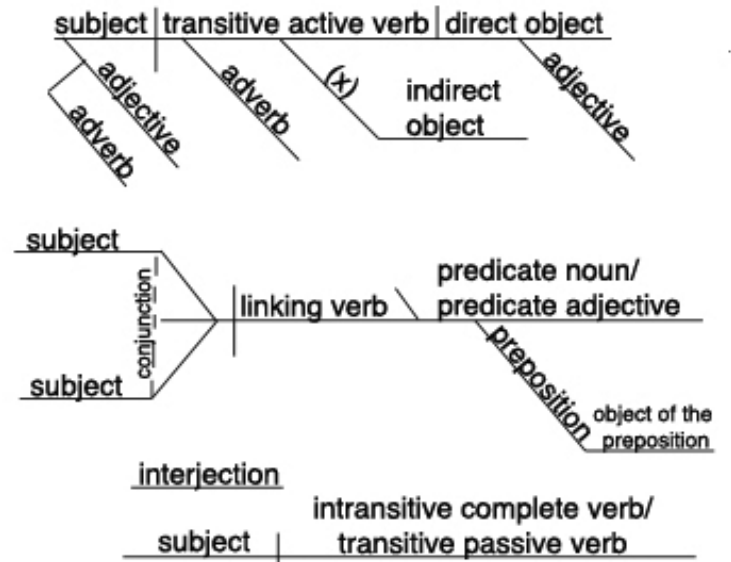 subject transitive active verb direct object
adjective
adverb
adverb
(x)
indirect
object
adjective
subject
conjunction
subject
linking verb
predicate noun/
predicate adjective
preposition
object of the
preposition
interjection
subject
intransitive complete verb/
transitive passive verb